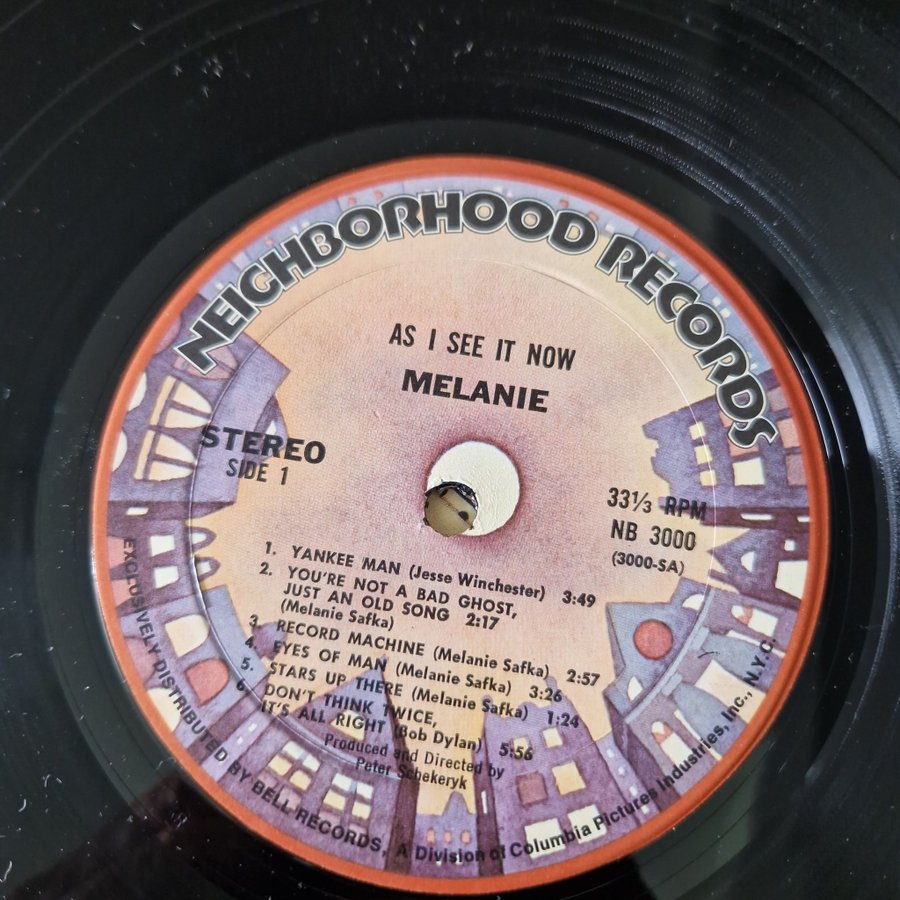 NEIGHBORHOOD RECORDS
AS I SEE IT NOW
MELANIE
STEREO
SIDE 1
33⅓ RPM
NB 3000
(3000-SA)
1. YANKEE MAN (Jesse Winchester) 3:49
2. YOU'RE NOT A BAD GHOST,
JUST AN OLD SONG 2:17
(Melanie Safka)
3. RECORD MACHINE (Melanie Safka) 2:57
4. EYES OF MAN (Melanie Safka) 3:26
5. STARS UP THERE (Melanie Safka) 1:24
6. DON'T THINK TWICE,
IT'S ALL RIGHT (Bob Dylan) 5:56
Produced and Directed by
Peter Schekeryk
EXCLUSIVELY DISTRIBUTED BY BELL RECORDS, A Division of Columbia Pictures Industries, Inc., N.Y.C.